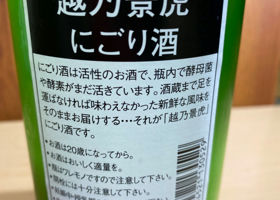 越乃景虎
にごり酒
にごり酒は活性のお酒で、瓶内で酵母菌
や酵素がまだ活きています。酒蔵まで足を
運ばなければ味わえなかった新鮮な風味を
そのままお届けする…それが「越乃景虎」
にごり酒です。
●お酒は20歳になってから。
●お酒はおいしく適量を。
●瓶はワレモノですので注意して下さい。
●開栓には十分注意して下さい。